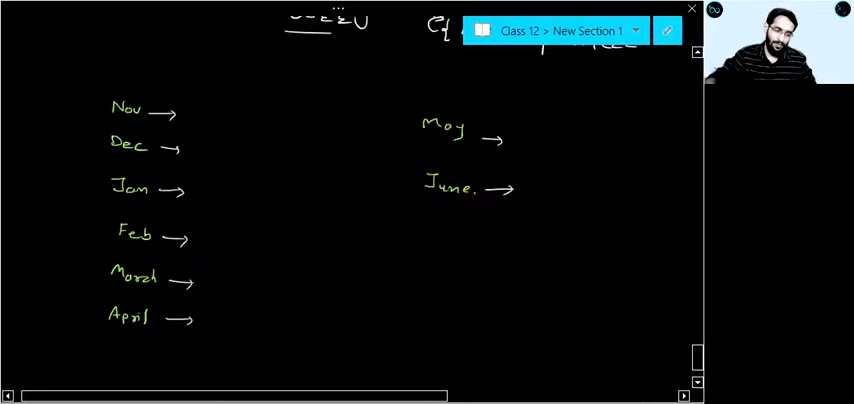 Class 12 > New Section 1
Nov →
Dec →
Jan →
Feb →
March →
April →
May →
June. →